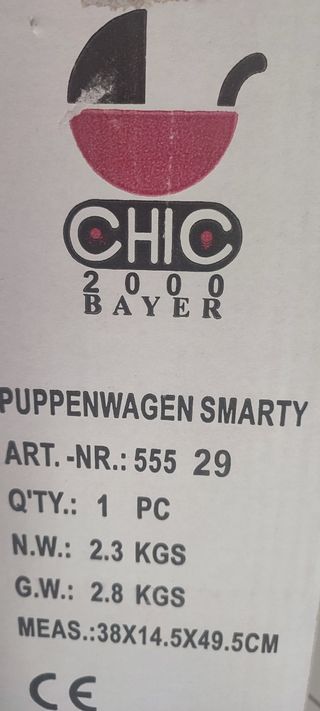 CHIC
2000
BAYER
PUPPENWAGEN SMARTY
ART. -NR.: 555 29
Q'TY.: 1 PC
N.W.: 2.3 KGS
G.W.: 2.8 KGS
MEAS.:38X14.5X49.5CM
CE